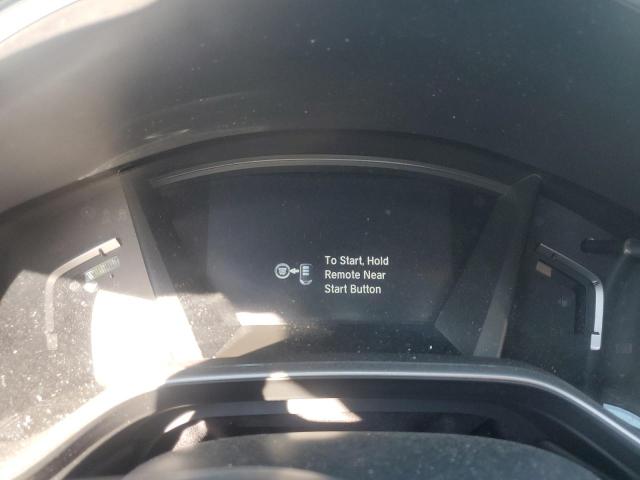 To Start, Hold
Remote Near
Start Button